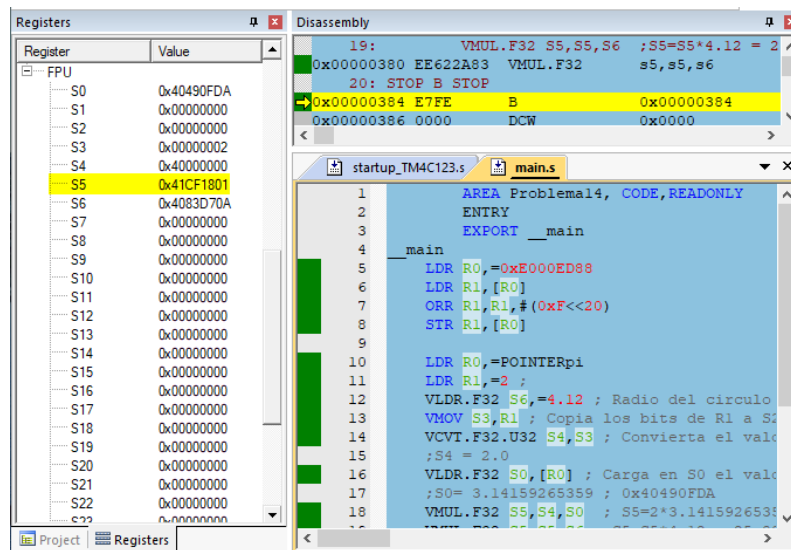 Registers
Register Value
FPU
S0 0x40490FDA
S1 0x00000000
S2 0x00000000
S3 0x00000002
S4 0x40000000
S5 0x41CF1801
S6 0x4083D70A
S7 0x00000000
S8 0x00000000
S9 0x00000000
S10 0x00000000
S11 0x00000000
S12 0x00000000
S13 0x00000000
S14 0x00000000
S15 0x00000000
S16 0x00000000
S17 0x00000000
S18 0x00000000
S19 0x00000000
S20 0x00000000
S21 0x00000000
S22 0x00000000
S23 0x00000000
Project Registers
Disassembly
19: VMUL.F32 S5,S5,S6 ;S5=S5*4.12 = 2
0x00000380 EE622A83 VMUL.F32 s5,s5,s6
20: STOP B STOP
0x00000384 E7FE B 0x00000384
0x00000386 0000 DCW 0x0000
startup_TM4C123.s main.s
1 AREA Problema14, CODE,READONLY
2 ENTRY
3 EXPORT __main
4 __main
5 LDR R0,=0xE000ED88
6 LDR R1,[R0]
7 ORR R1,R1,#(0xF<<20)
8 STR R1,[R0]
9
10 LDR R0,=POINTERpi
11 LDR R1,=2 ;
12 VLDR.F32 S6,=4.12 ; Radio del circulo
13 VMOV S3,R1 ; Copia los bits de R1 a S2
14 VCVT.F32.U32 S4,S3 ; Convierta el valo
15 ;S4 = 2.0
16 VLDR.F32 S0,[R0] ; Carga en S0 el valo
17 ;S0= 3.14159265359 ; 0x40490FDA
18 VMUL.F32 S5,S4,S0 ; S5=2*3.1415926535